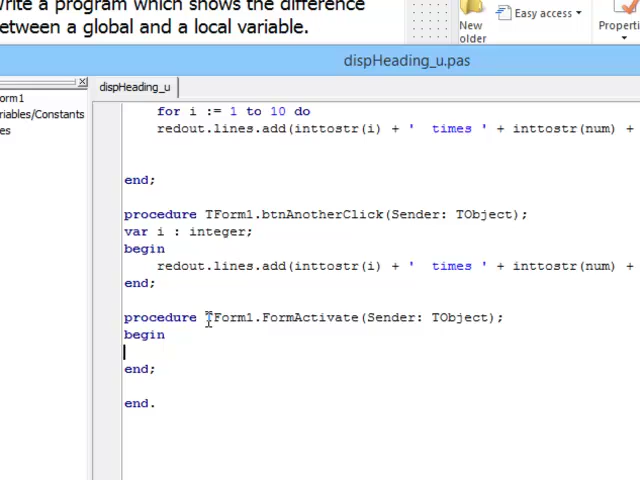 Write a program which shows the difference
etween a global and a local variable.
New
older
Easy access
Properti
dispHeading_u.pas
dispHeading_u
orm1
riables/Constants
es
for i := 1 to 10 do
redout.lines.add(inttostr(i) + '  times ' + inttostr(num) +
end;
procedure TForm1.btnAnotherClick(Sender: TObject);
var i : integer;
begin
redout.lines.add(inttostr(i) + '  times ' + inttostr(num) +
end;
procedure TForm1.FormActivate(Sender: TObject);
begin
end;
end.